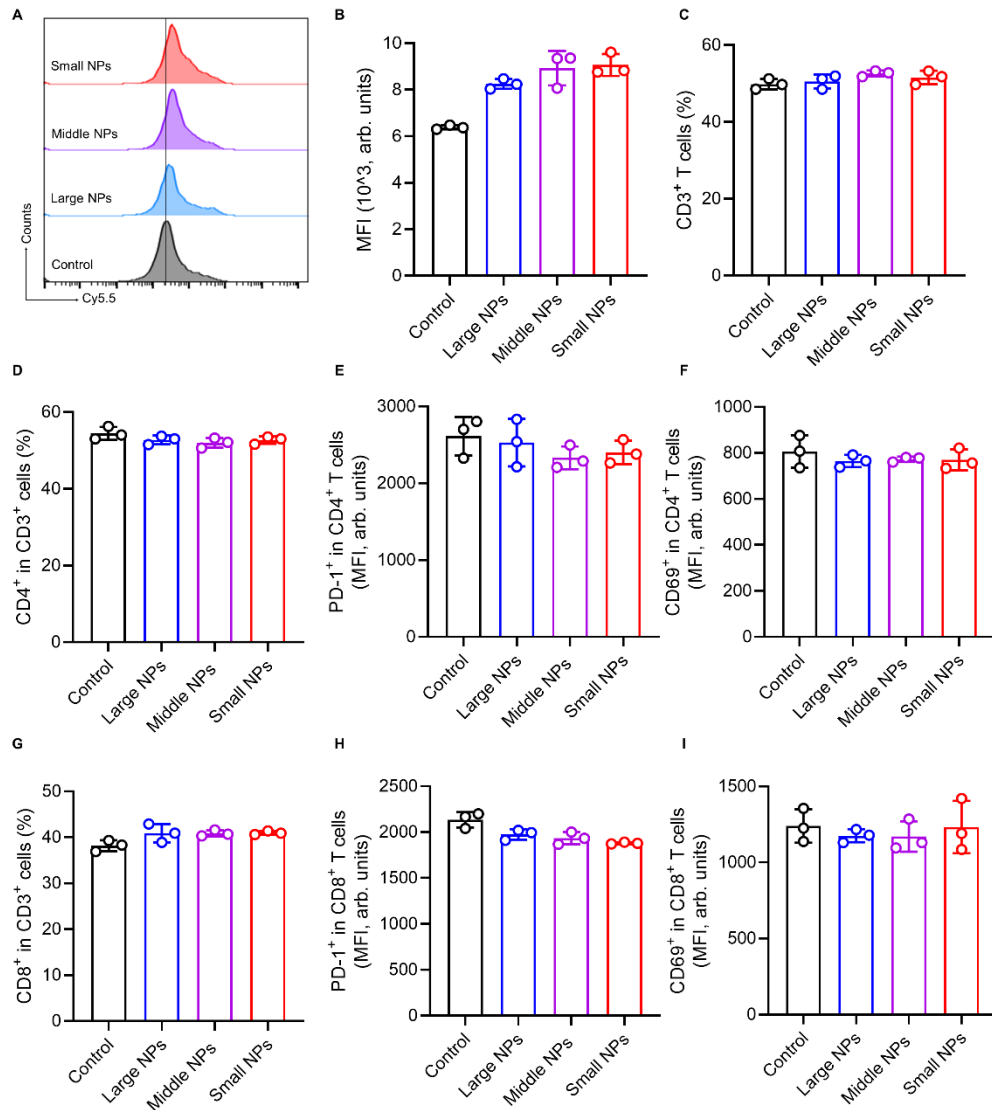 A
Small NPs
Middle NPs
Large NPs
Control
Counts
Cy5.5
B
MFI (10^3, arb. units)
10
8
6
4
2
0
Control
Large NPs
Middle NPs
Small NPs
C
CD3⁺ T cells (%)
60
40
20
0
Control
Large NPs
Middle NPs
Small NPs
D
CD4⁺ in CD3⁺ cells (%)
60
40
20
0
Control
Large NPs
Middle NPs
Small NPs
E
PD-1⁺ in CD4⁺ T cells
(MFI, arb. units)
3000
2000
1000
0
Control
Large NPs
Middle NPs
Small NPs
F
CD69⁺ in CD4⁺ T cells
(MFI, arb. units)
1000
800
600
400
200
0
Control
Large NPs
Middle NPs
Small NPs
G
CD8⁺ in CD3⁺ cells (%)
50
40
30
20
10
0
Control
Large NPs
Middle NPs
Small NPs
H
PD-1⁺ in CD8⁺ T cells
(MFI, arb. units)
2500
2000
1500
1000
500
0
Control
Large NPs
Middle NPs
Small NPs
I
CD69⁺ in CD8⁺ T cells
(MFI, arb. units)
1500
1000
500
0
Control
Large NPs
Middle NPs
Small NPs